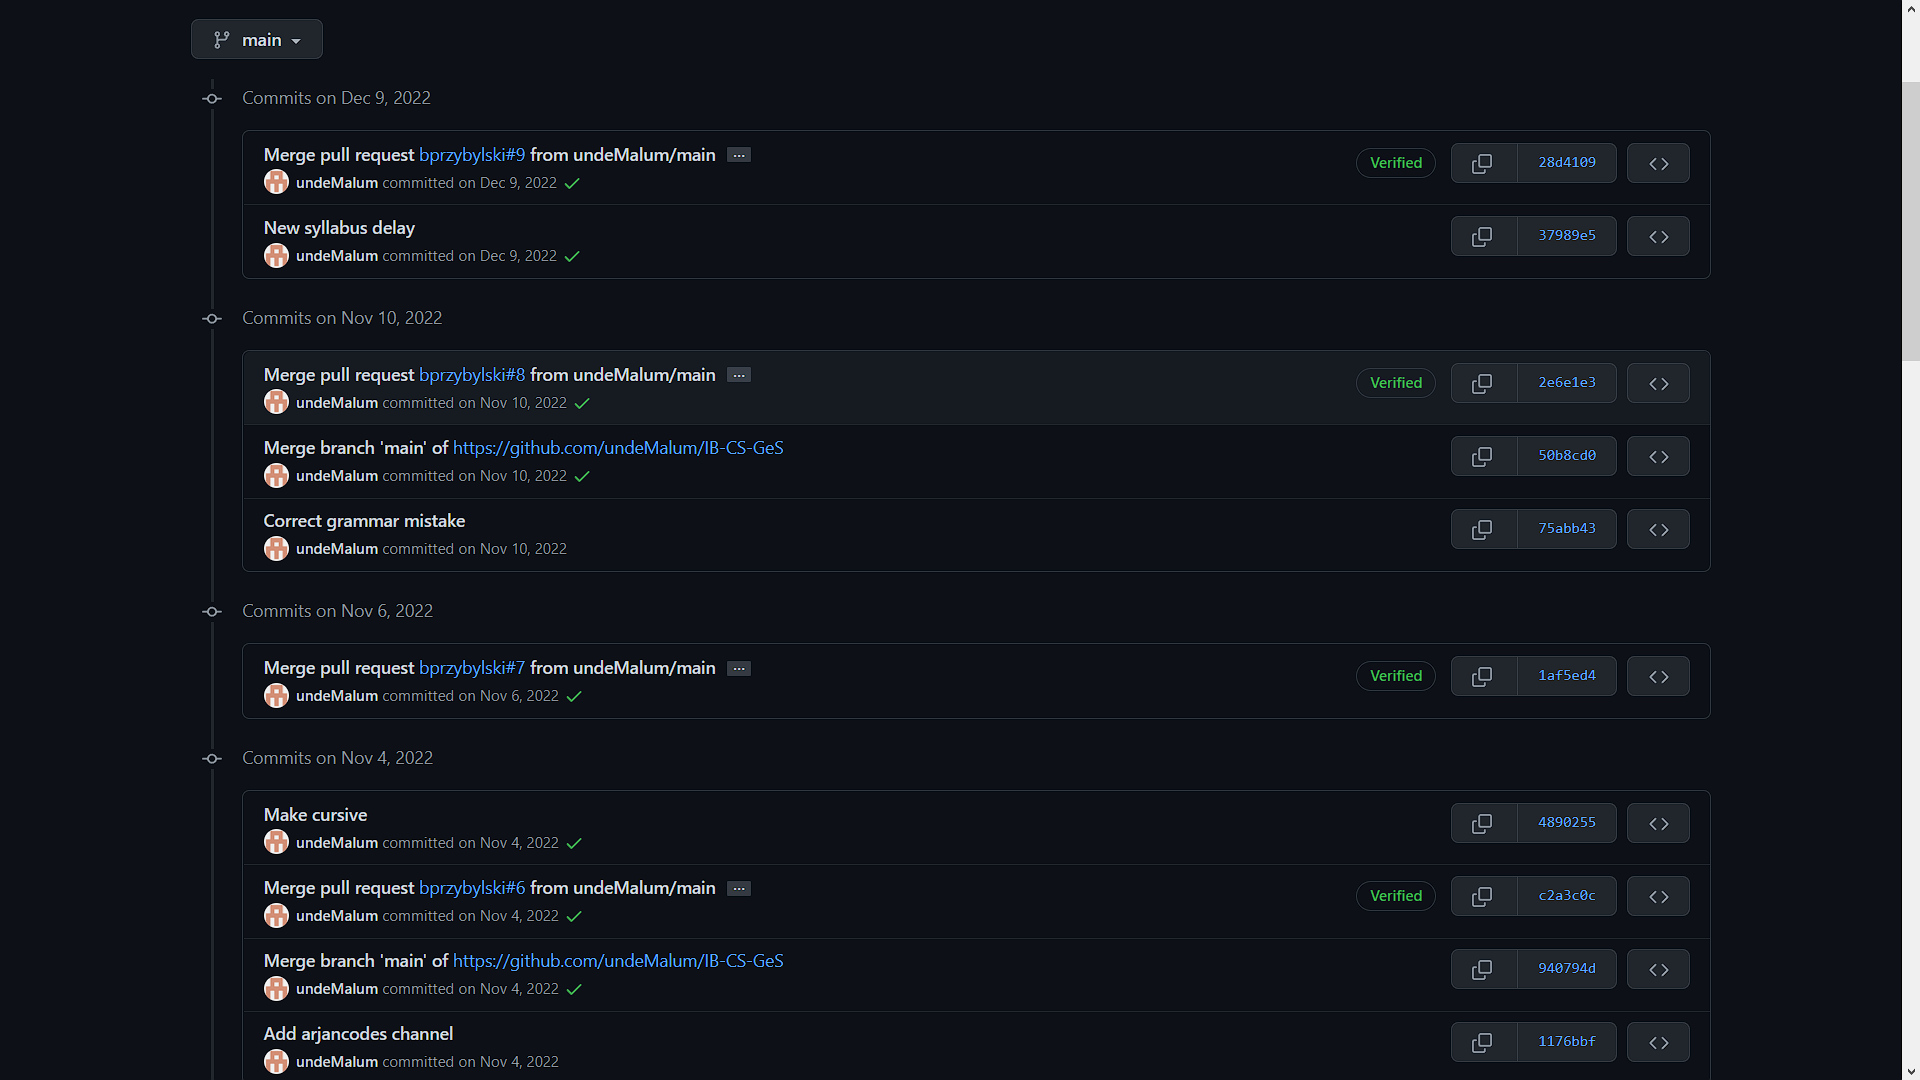 main
Commits on Dec 9, 2022
Merge pull request bprzybylski#9 from undeMalum/main ...
Verified
28d4109
undeMalum committed on Dec 9, 2022
New syllabus delay
37989e5
undeMalum committed on Dec 9, 2022
Commits on Nov 10, 2022
Merge pull request bprzybylski#8 from undeMalum/main ...
Verified
2e6e1e3
undeMalum committed on Nov 10, 2022
Merge branch 'main' of https://github.com/undeMalum/IB-CS-GeS
50b8cd0
undeMalum committed on Nov 10, 2022
Correct grammar mistake
75abb43
undeMalum committed on Nov 10, 2022
Commits on Nov 6, 2022
Merge pull request bprzybylski#7 from undeMalum/main ...
Verified
1af5ed4
undeMalum committed on Nov 6, 2022
Commits on Nov 4, 2022
Make cursive
4890255
undeMalum committed on Nov 4, 2022
Merge pull request bprzybylski#6 from undeMalum/main ...
Verified
c2a3c0c
undeMalum committed on Nov 4, 2022
Merge branch 'main' of https://github.com/undeMalum/IB-CS-GeS
940794d
undeMalum committed on Nov 4, 2022
Add arjancodes channel
1176bbf
undeMalum committed on Nov 4, 2022